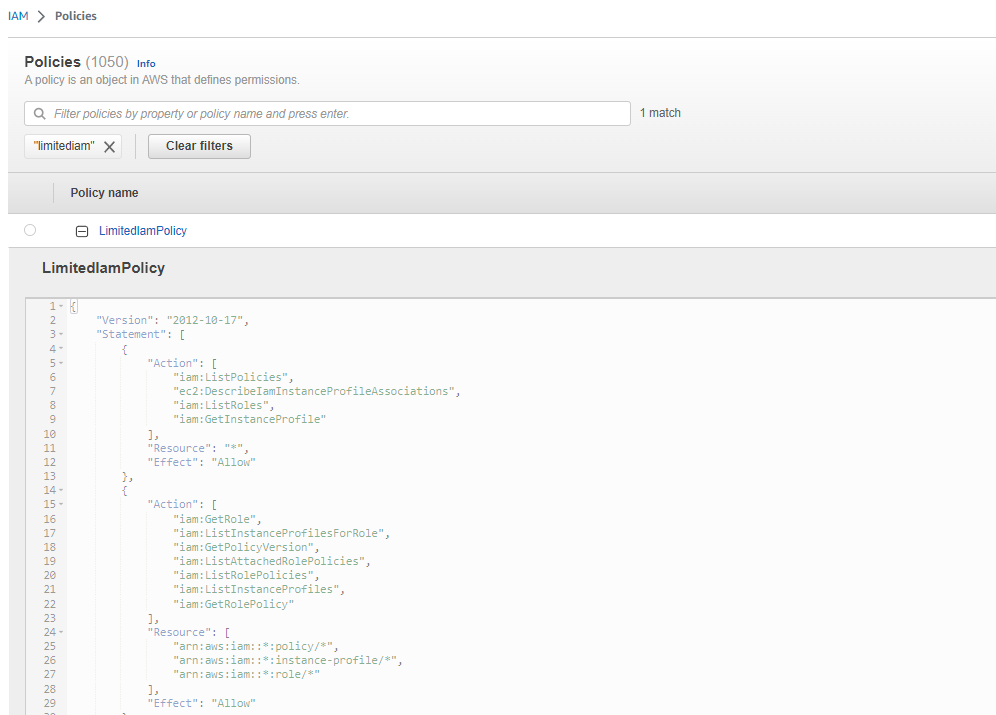 IAM > Policies
Policies (1050) Info
A policy is an object in AWS that defines permissions.
Filter policies by property or policy name and press enter. 1 match
"limitediam" Clear filters
Policy name
LimitedIamPolicy
LimitedIamPolicy
1 {
2 "Version": "2012-10-17",
3 "Statement": [
4 {
5 "Action": [
6 "iam:ListPolicies",
7 "ec2:DescribeIamInstanceProfileAssociations",
8 "iam:ListRoles",
9 "iam:GetInstanceProfile"
10 ],
11 "Resource": "*",
12 "Effect": "Allow"
13 },
14 {
15 "Action": [
16 "iam:GetRole",
17 "iam:ListInstanceProfilesForRole",
18 "iam:GetPolicyVersion",
19 "iam:ListAttachedRolePolicies",
20 "iam:ListRolePolicies",
21 "iam:ListInstanceProfiles",
22 "iam:GetRolePolicy"
23 ],
24 "Resource": [
25 "arn:aws:iam::*:policy/*",
26 "arn:aws:iam::*:instance-profile/*",
27 "arn:aws:iam::*:role/*"
28 ],
29 "Effect": "Allow"